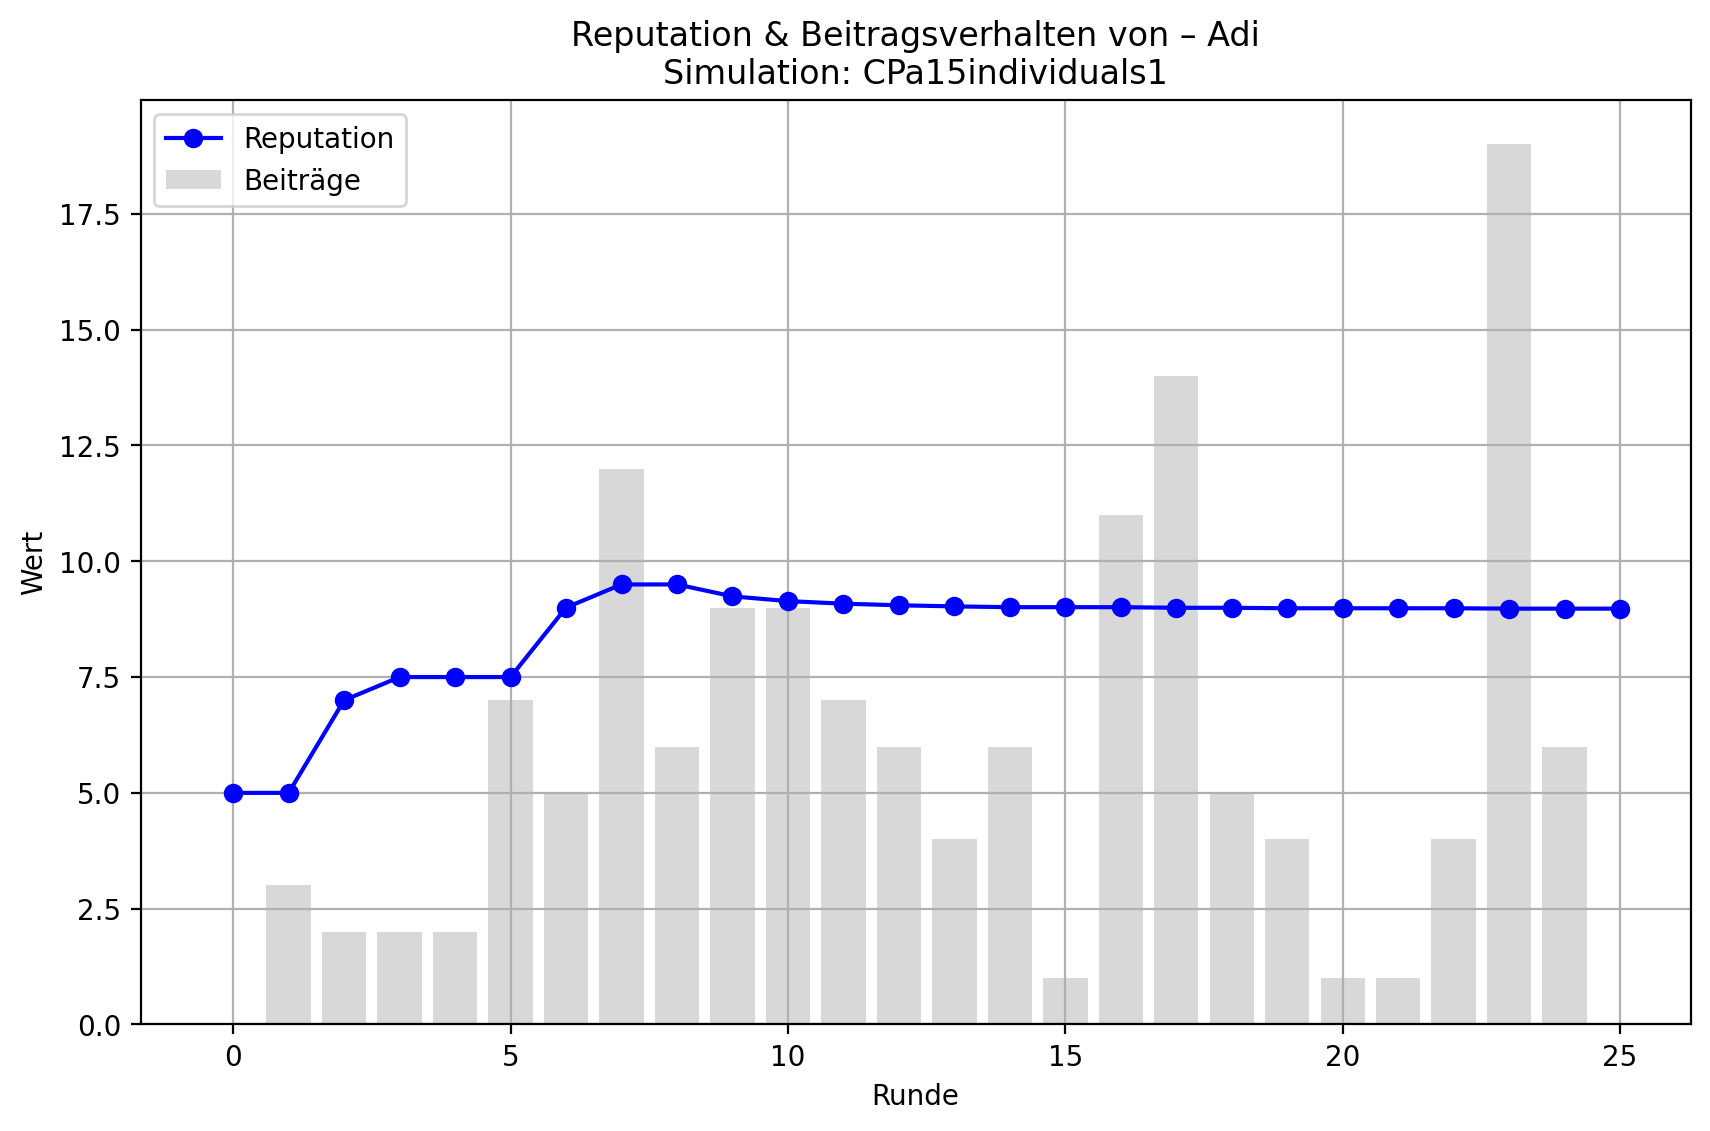 Reputation & Beitragsverhalten von – Adi
Simulation: CPa15individuals1
Reputation
Beiträge
17.5
15.0
12.5
10.0
7.5
5.0
2.5
0.0
Wert
0 5 10 15 20 25
Runde